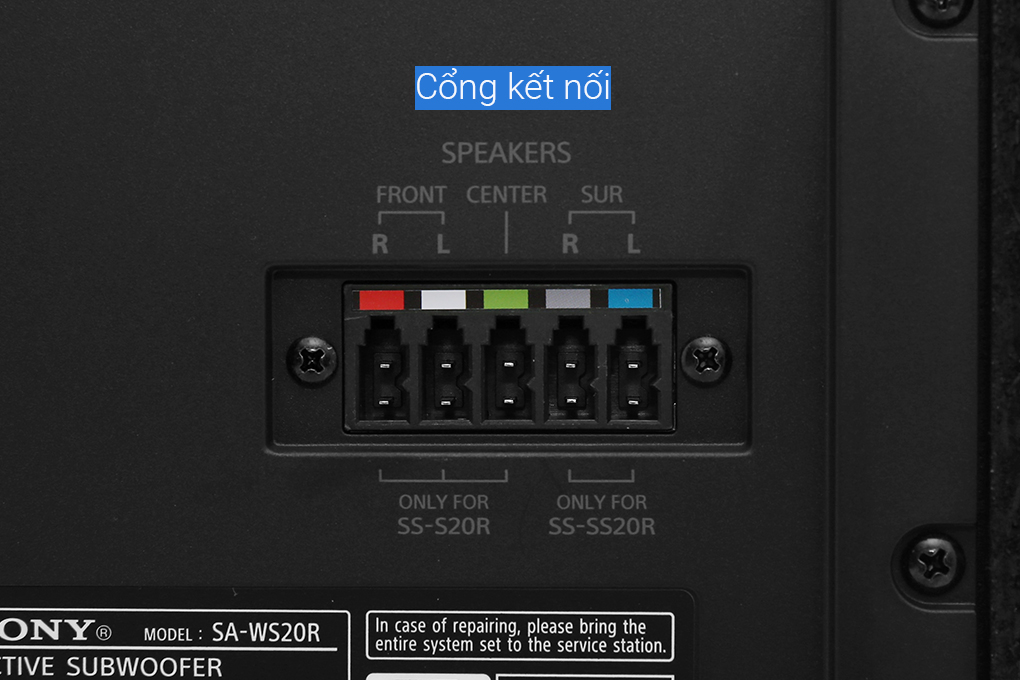 Cổng kết nối
SPEAKERS
FRONT CENTER SUR
R L R L
ONLY FOR ONLY FOR
SS-S20R SS-SS20R
ONY® MODEL : SA-WS20R
CTIVE SUBWOOFER
In case of repairing, please bring the
entire system set to the service station.